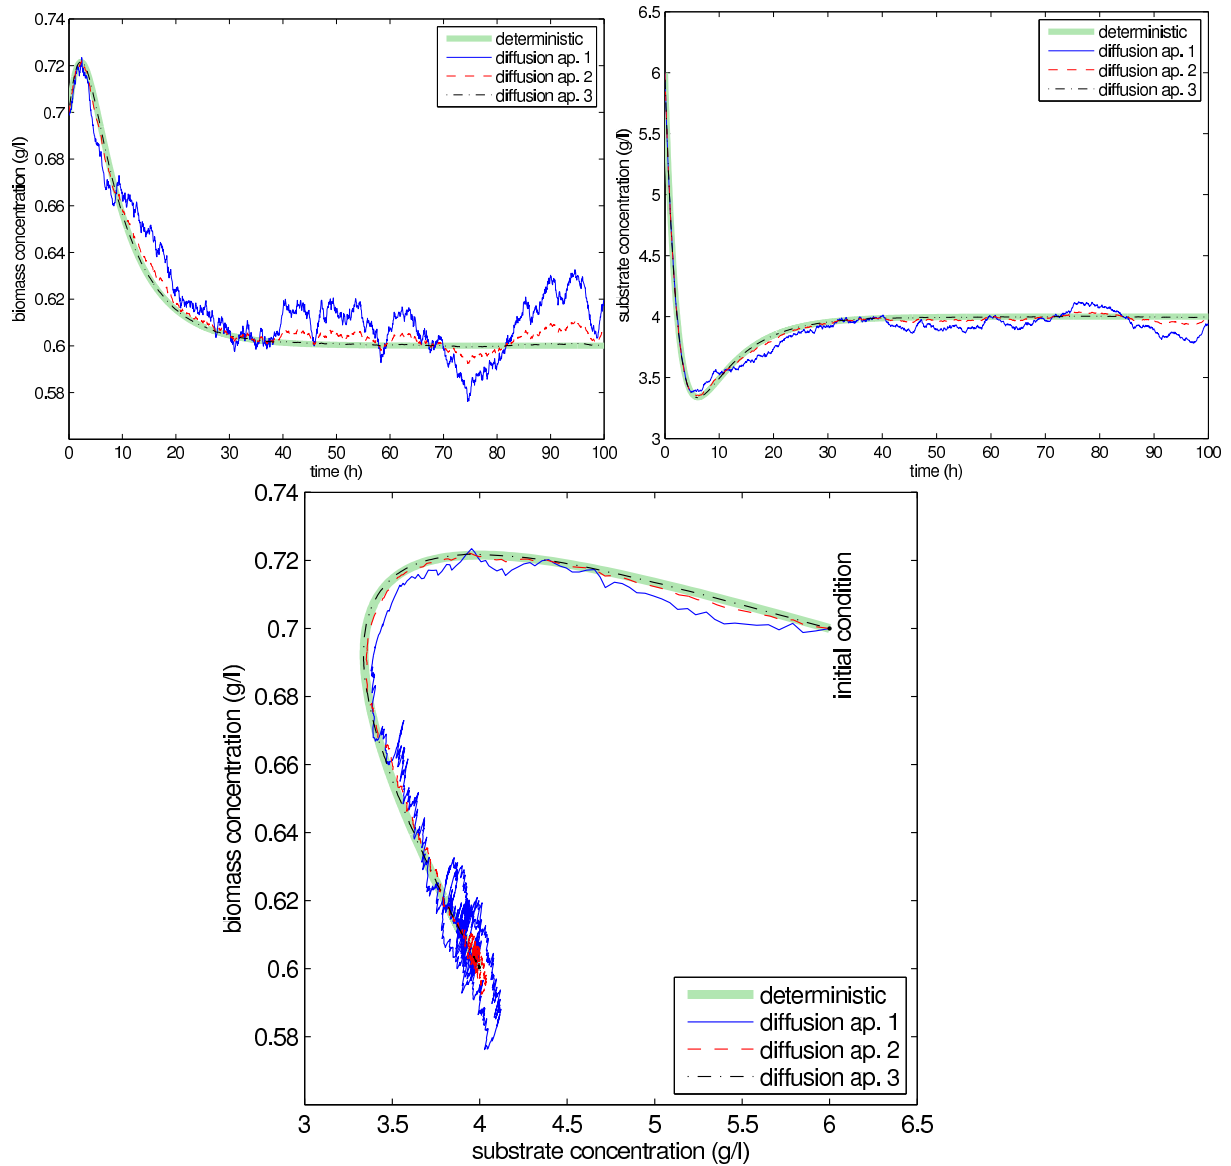 0.74
0.72
0.7
0.68
0.66
0.64
0.62
0.6
0.58
biomass concentration (g/l)
0 10 20 30 40 50 60 70 80 90 100
time (h)
deterministic
diffusion ap. 1
diffusion ap. 2
diffusion ap. 3
6.5
6
5.5
5
4.5
4
3.5
3
substrate concentration (g/l)
0 10 20 30 40 50 60 70 80 90 100
time (h)
deterministic
diffusion ap. 1
diffusion ap. 2
diffusion ap. 3
0.74
0.72
0.7
0.68
0.66
0.64
0.62
0.6
0.58
biomass concentration (g/l)
initial condition
deterministic
diffusion ap. 1
diffusion ap. 2
diffusion ap. 3
3 3.5 4 4.5 5 5.5 6 6.5
substrate concentration (g/l)